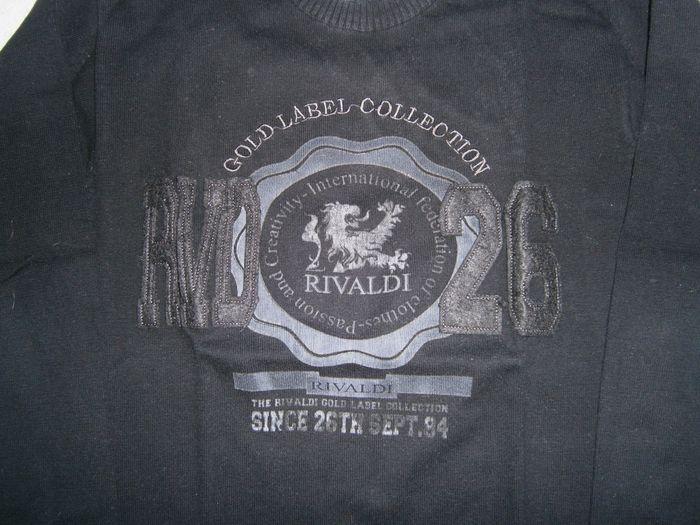 GOLD LABEL COLLECTION
RVD 26
Passion and Creativity-International federation of clothes-
RIVALDI
RIVALDI
THE RIVALDI GOLD LABEL COLLECTION
SINCE 26TH SEPT.94